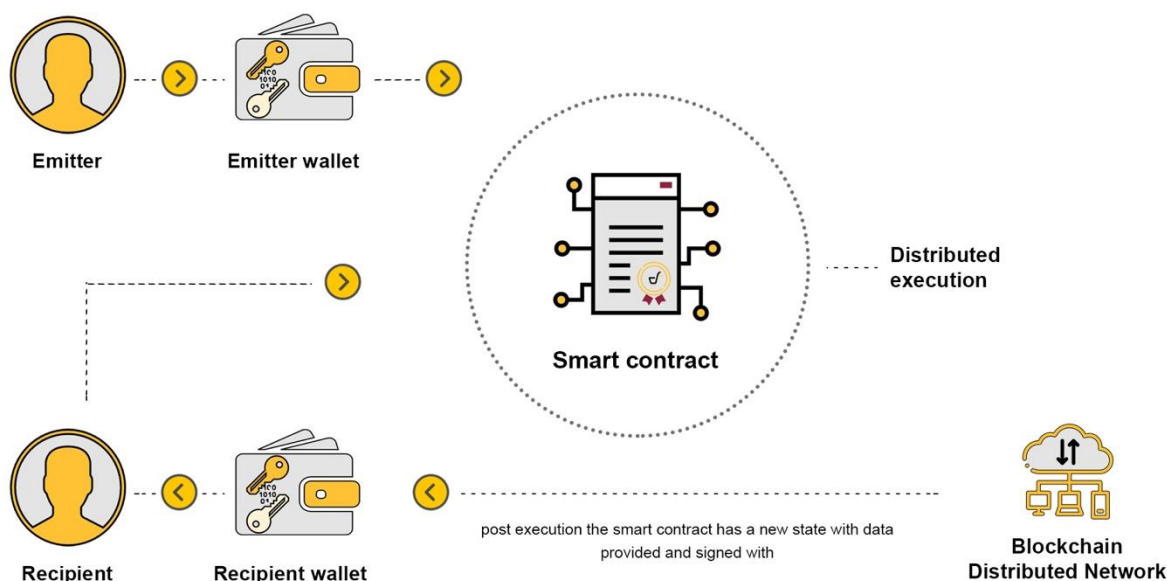 Emitter
Emitter wallet
Smart contract
Distributed
execution
post execution the smart contract has a new state with data
provided and signed with
Recipient
Recipient wallet
Blockchain
Distributed Network